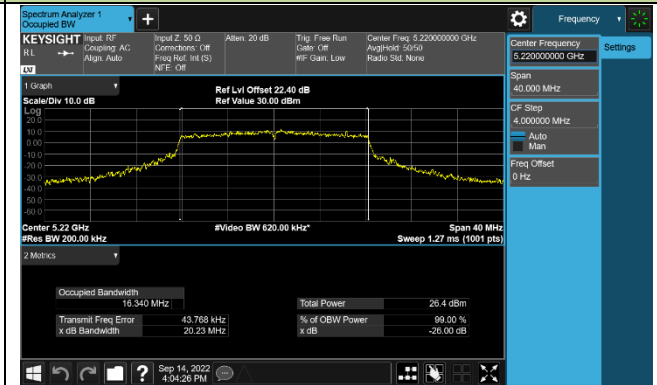 Spectrum Analyzer 1
Occupied BW
+
Frequency
KEYSIGHT Input: RF Input Z: 50 Ω Atten: 20 dB Trig: Free Run Center Freq: 5.220000000 GHz
RL Coupling: AC Corrections: Off Gate: Off Avg|Hold: 50/50
Align: Auto Freq Ref: Int (S) #IF Gain: Low Radio Std: None
NFE: Off
LXI
Center Frequency
5.220000000 GHz
Settings
Span
40.000 MHz
CF Step
4.000000 MHz
Auto
Man
Freq Offset
0 Hz
1 Graph
Ref Lvl Offset 22.40 dB
Scale/Div 10.0 dB Ref Value 30.00 dBm
Log
20.0
10.0
0.00
-10.0
-20.0
-30.0
-40.0
-50.0
-60.0
Center 5.22 GHz #Video BW 620.00 kHz* Span 40 MHz
#Res BW 200.00 kHz Sweep 1.27 ms (1001 pts)
2 Metrics
Occupied Bandwidth
16.340 MHz Total Power 26.4 dBm
Transmit Freq Error 43.768 kHz % of OBW Power 99.00 %
x dB Bandwidth 20.23 MHz x dB -26.00 dB
?
Sep 14, 2022
4:04:26 PM